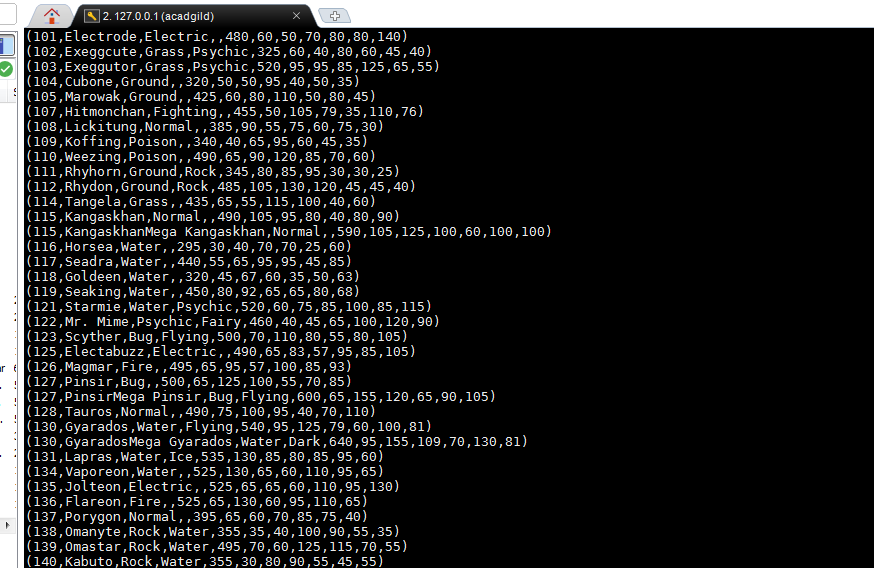 2. 127.0.0.1 (acadgild)
(101,Electrode,Electric,,480,60,50,70,80,80,140)
(102,Exeggcute,Grass,Psychic,325,60,40,80,60,45,40)
(103,Exeggutor,Grass,Psychic,520,95,95,85,125,65,55)
(104,Cubone,Ground,,320,50,50,95,40,50,35)
(105,Marowak,Ground,,425,60,80,110,50,80,45)
(107,Hitmonchan,Fighting,,455,50,105,79,35,110,76)
(108,Lickitung,Normal,,385,90,55,75,60,75,30)
(109,Koffing,Poison,,340,40,65,95,60,45,35)
(110,Weezing,Poison,,490,65,90,120,85,70,60)
(111,Rhyhorn,Ground,Rock,345,80,85,95,30,30,25)
(112,Rhydon,Ground,Rock,485,105,130,120,45,45,40)
(114,Tangela,Grass,,435,65,55,115,100,40,60)
(115,Kangaskhan,Normal,,490,105,95,80,40,80,90)
(115,KangaskhanMega Kangaskhan,Normal,,590,105,125,100,60,100,100)
(116,Horsea,Water,,295,30,40,70,70,25,60)
(117,Seadra,Water,,440,55,65,95,95,45,85)
(118,Goldeen,Water,,320,45,67,60,35,50,63)
(119,Seaking,Water,,450,80,92,65,65,80,68)
(121,Starmie,Water,Psychic,520,60,75,85,100,85,115)
(122,Mr. Mime,Psychic,Fairy,460,40,45,65,100,120,90)
(123,Scyther,Bug,Flying,500,70,110,80,55,80,105)
(125,Electabuzz,Electric,,490,65,83,57,95,85,105)
(126,Magmar,Fire,,495,65,95,57,100,85,93)
(127,Pinsir,Bug,,500,65,125,100,55,70,85)
(127,PinsirMega Pinsir,Bug,Flying,600,65,155,120,65,90,105)
(128,Tauros,Normal,,490,75,100,95,40,70,110)
(130,Gyarados,Water,Flying,540,95,125,79,60,100,81)
(130,GyaradosMega Gyarados,Water,Dark,640,95,155,109,70,130,81)
(131,Lapras,Water,Ice,535,130,85,80,85,95,60)
(134,Vaporeon,Water,,525,130,65,60,110,95,65)
(135,Jolteon,Electric,,525,65,65,60,110,95,130)
(136,Flareon,Fire,,525,65,130,60,95,110,65)
(137,Porygon,Normal,,395,65,60,70,85,75,40)
(138,Omanyte,Rock,Water,355,35,40,100,90,55,35)
(139,Omastar,Rock,Water,495,70,60,125,115,70,55)
(140,Kabuto,Rock,Water,355,30,80,90,55,45,55)